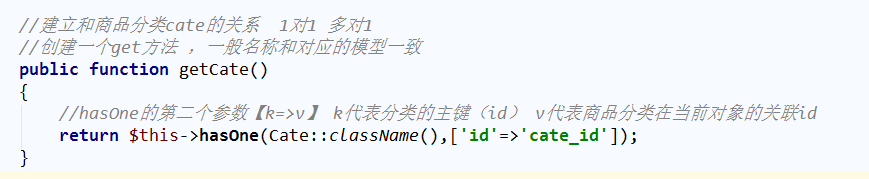 //建立和商品分类cate的关系  1对1 多对1
//创建一个get方法 ，一般名称和对应的模型一致
public function getCate()
{
    //hasOne的第二个参数【k=>v】 k代表分类的主键（id） v代表商品分类在当前对象的关联id
    return $this->hasOne(Cate::className(),['id'=>'cate_id']);
}